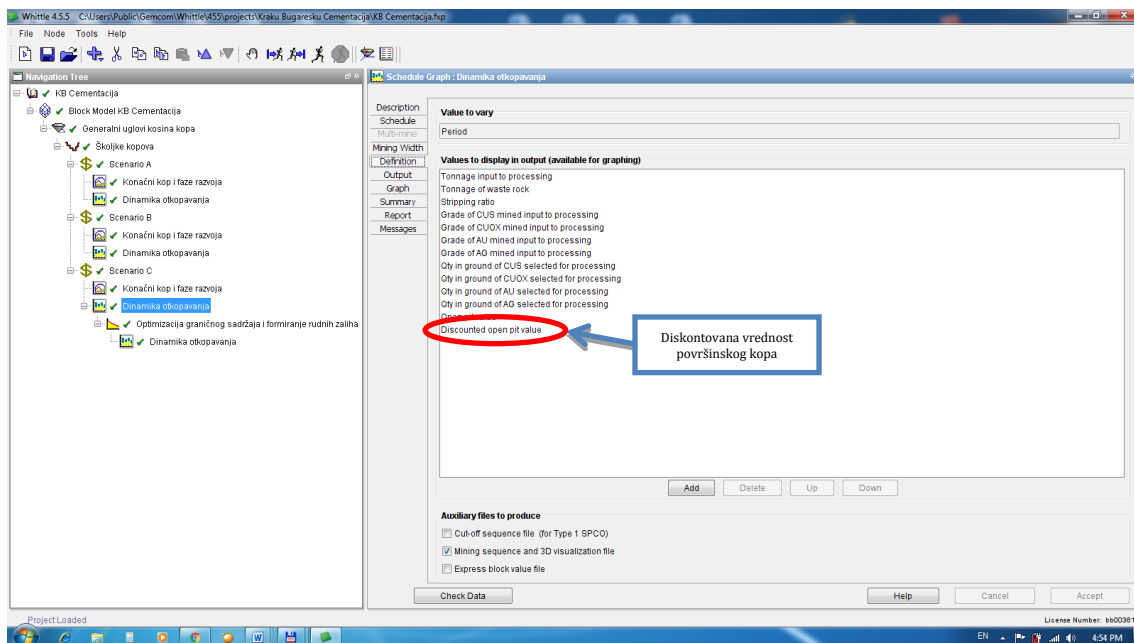 Whittle 4.5.5 C:\Users\Public\Gemcom\Whittle\455\projects\Kraku Bugaresku Cementacija\KB Cementacija.fxp
File Node Tools Help
Navigation Tree
KB Cementacija
Block Model KB Cementacija
Generalni uglovi kosina kopa
Školjke kopova
Scenario A
Konačni kop i faze razvoja
Dinamika otkopavanja
Scenario B
Konačni kop i faze razvoja
Dinamika otkopavanja
Scenario C
Konačni kop i faze razvoja
Dinamika otkopavanja
Optimizacija graničnog sadržaja i formiranje rudnih zaliha
Dinamika otkopavanja
Schedule Graph : Dinamika otkopavanja
Description
Schedule
Multi-mine
Mining Width
Definition
Output
Graph
Summary
Report
Messages
Value to vary
Period
Values to display in output (available for graphing)
Tonnage input to processing
Tonnage of waste rock
Stripping ratio
Grade of CUS mined input to processing
Grade of CUOX mined input to processing
Grade of AU mined input to processing
Grade of AG mined input to processing
Qty in ground of CUS selected for processing
Qty in ground of CUOX selected for processing
Qty in ground of AU selected for processing
Qty in ground of AG selected for processing
Open pit value
Discounted open pit value
Diskontovana vrednost
površinskog kopa
Add Delete Up Down
Auxiliary files to produce
Cut-off sequence file (for Type 1 SPCO)
Mining sequence and 3D visualization file
Express block value file
Check Data Help Cancel Accept
Project Loaded
License Number: bb00361
EN 4:54 PM